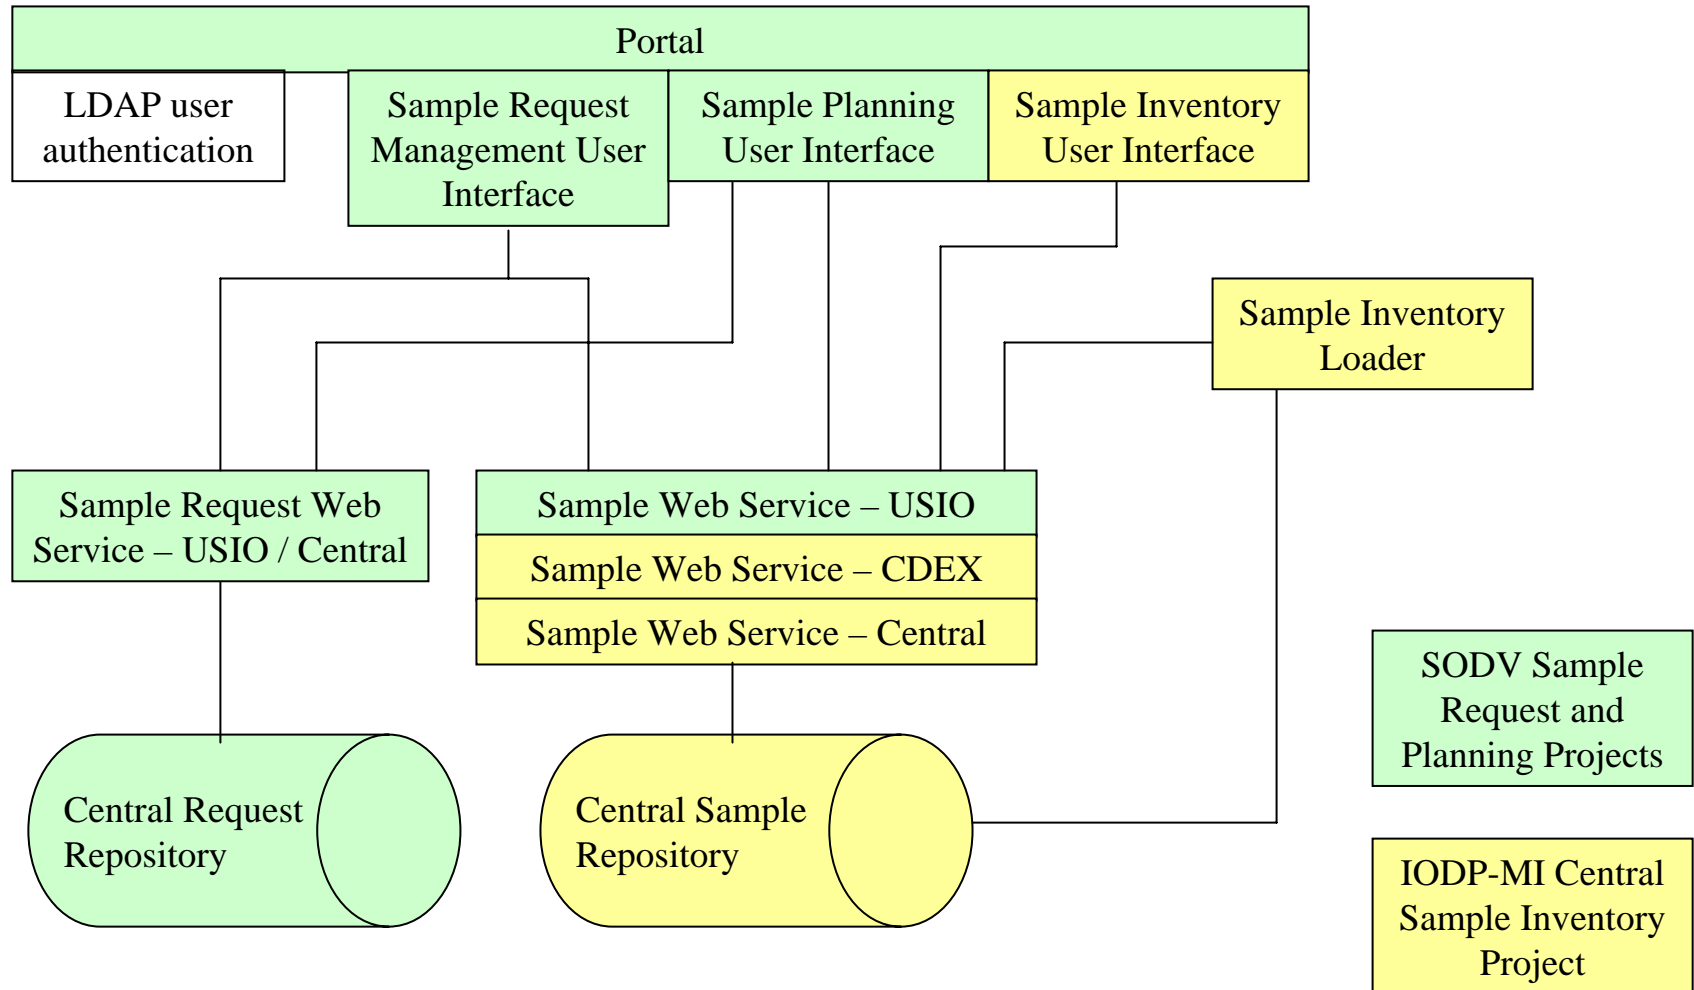 Portal
LDAP user
authentication
Sample Request
Management User
Interface
Sample Planning
User Interface
Sample Inventory
User Interface
Sample Inventory
Loader
Sample Request Web
Service – USIO / Central
Sample Web Service – USIO
Sample Web Service – CDEX
Sample Web Service – Central
Central Request
Repository
Central Sample
Repository
SODV Sample
Request and
Planning Projects
IODP-MI Central
Sample Inventory
Project